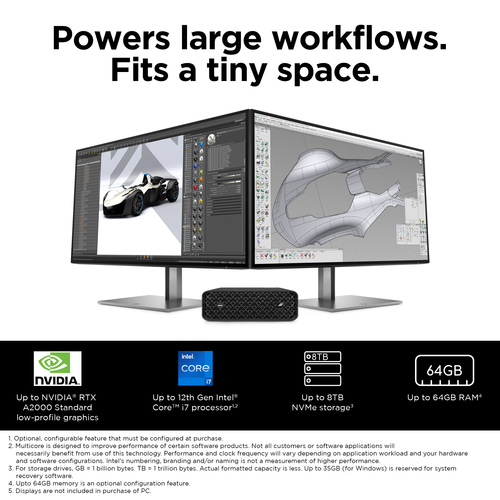 Powers large workflows.
Fits a tiny space.
NVIDIA.
intel.
CORE
i7
8TB
64GB
Up to NVIDIA® RTX
A2000 Standard
low-profile graphics
Up to 12th Gen Intel®
Core™ i7 processor¹,²
Up to 8TB
NVMe storage³
Up to 64GB RAM⁴
1. Optional, configurable feature that must be configured at purchase.
2. Multicore is designed to improve performance of certain software products. Not all customers or software applications will
necessarily benefit from use of this technology. Performance and clock frequency will vary depending on application workload and your hardware
and software configurations. Intel's numbering, branding and/or naming is not a measurement of higher performance.
3. For storage drives, GB = 1 billion bytes. TB = 1 trillion bytes. Actual formatted capacity is less. Up to 35GB (for Windows) is reserved for system
recovery software.
4. Upto 64GB memory is an optional configuration feature.
5. Displays are not included in purchase of PC.